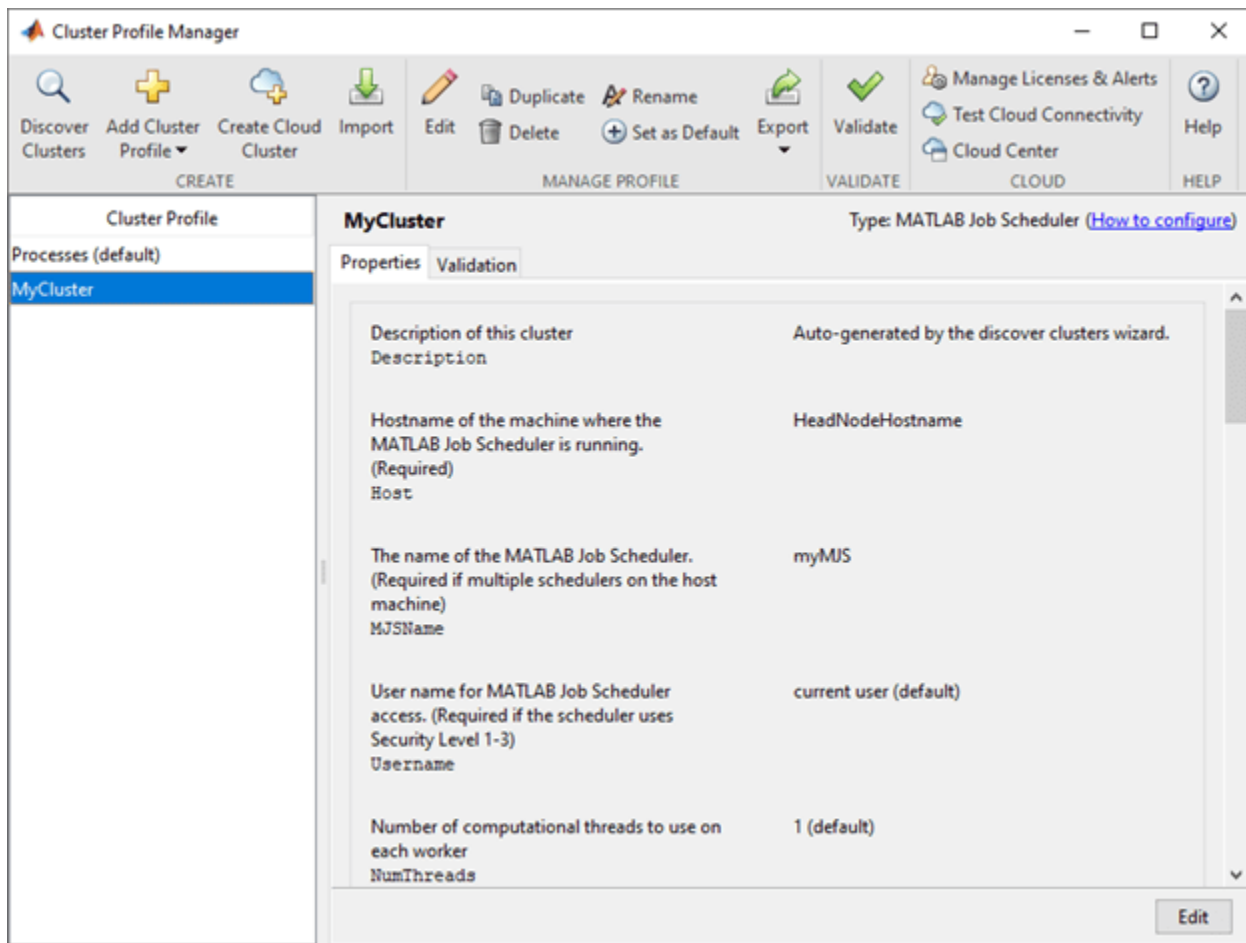 Cluster Profile Manager
Discover Clusters
Add Cluster Profile
Create Cloud Cluster
Import
CREATE
Edit
Duplicate
Delete
Rename
Set as Default
Export
MANAGE PROFILE
Validate
VALIDATE
Manage Licenses & Alerts
Test Cloud Connectivity
Cloud Center
CLOUD
Help
HELP
Cluster Profile
Processes (default)
MyCluster
MyCluster
Type: MATLAB Job Scheduler (How to configure)
Properties
Validation
Description of this cluster
Description
Auto-generated by the discover clusters wizard.
Hostname of the machine where the
MATLAB Job Scheduler is running.
(Required)
Host
HeadNodeHostname
The name of the MATLAB Job Scheduler.
(Required if multiple schedulers on the host
machine)
MJSName
myMJS
User name for MATLAB Job Scheduler
access. (Required if the scheduler uses
Security Level 1-3)
Username
current user (default)
Number of computational threads to use on
each worker
NumThreads
1 (default)
Edit